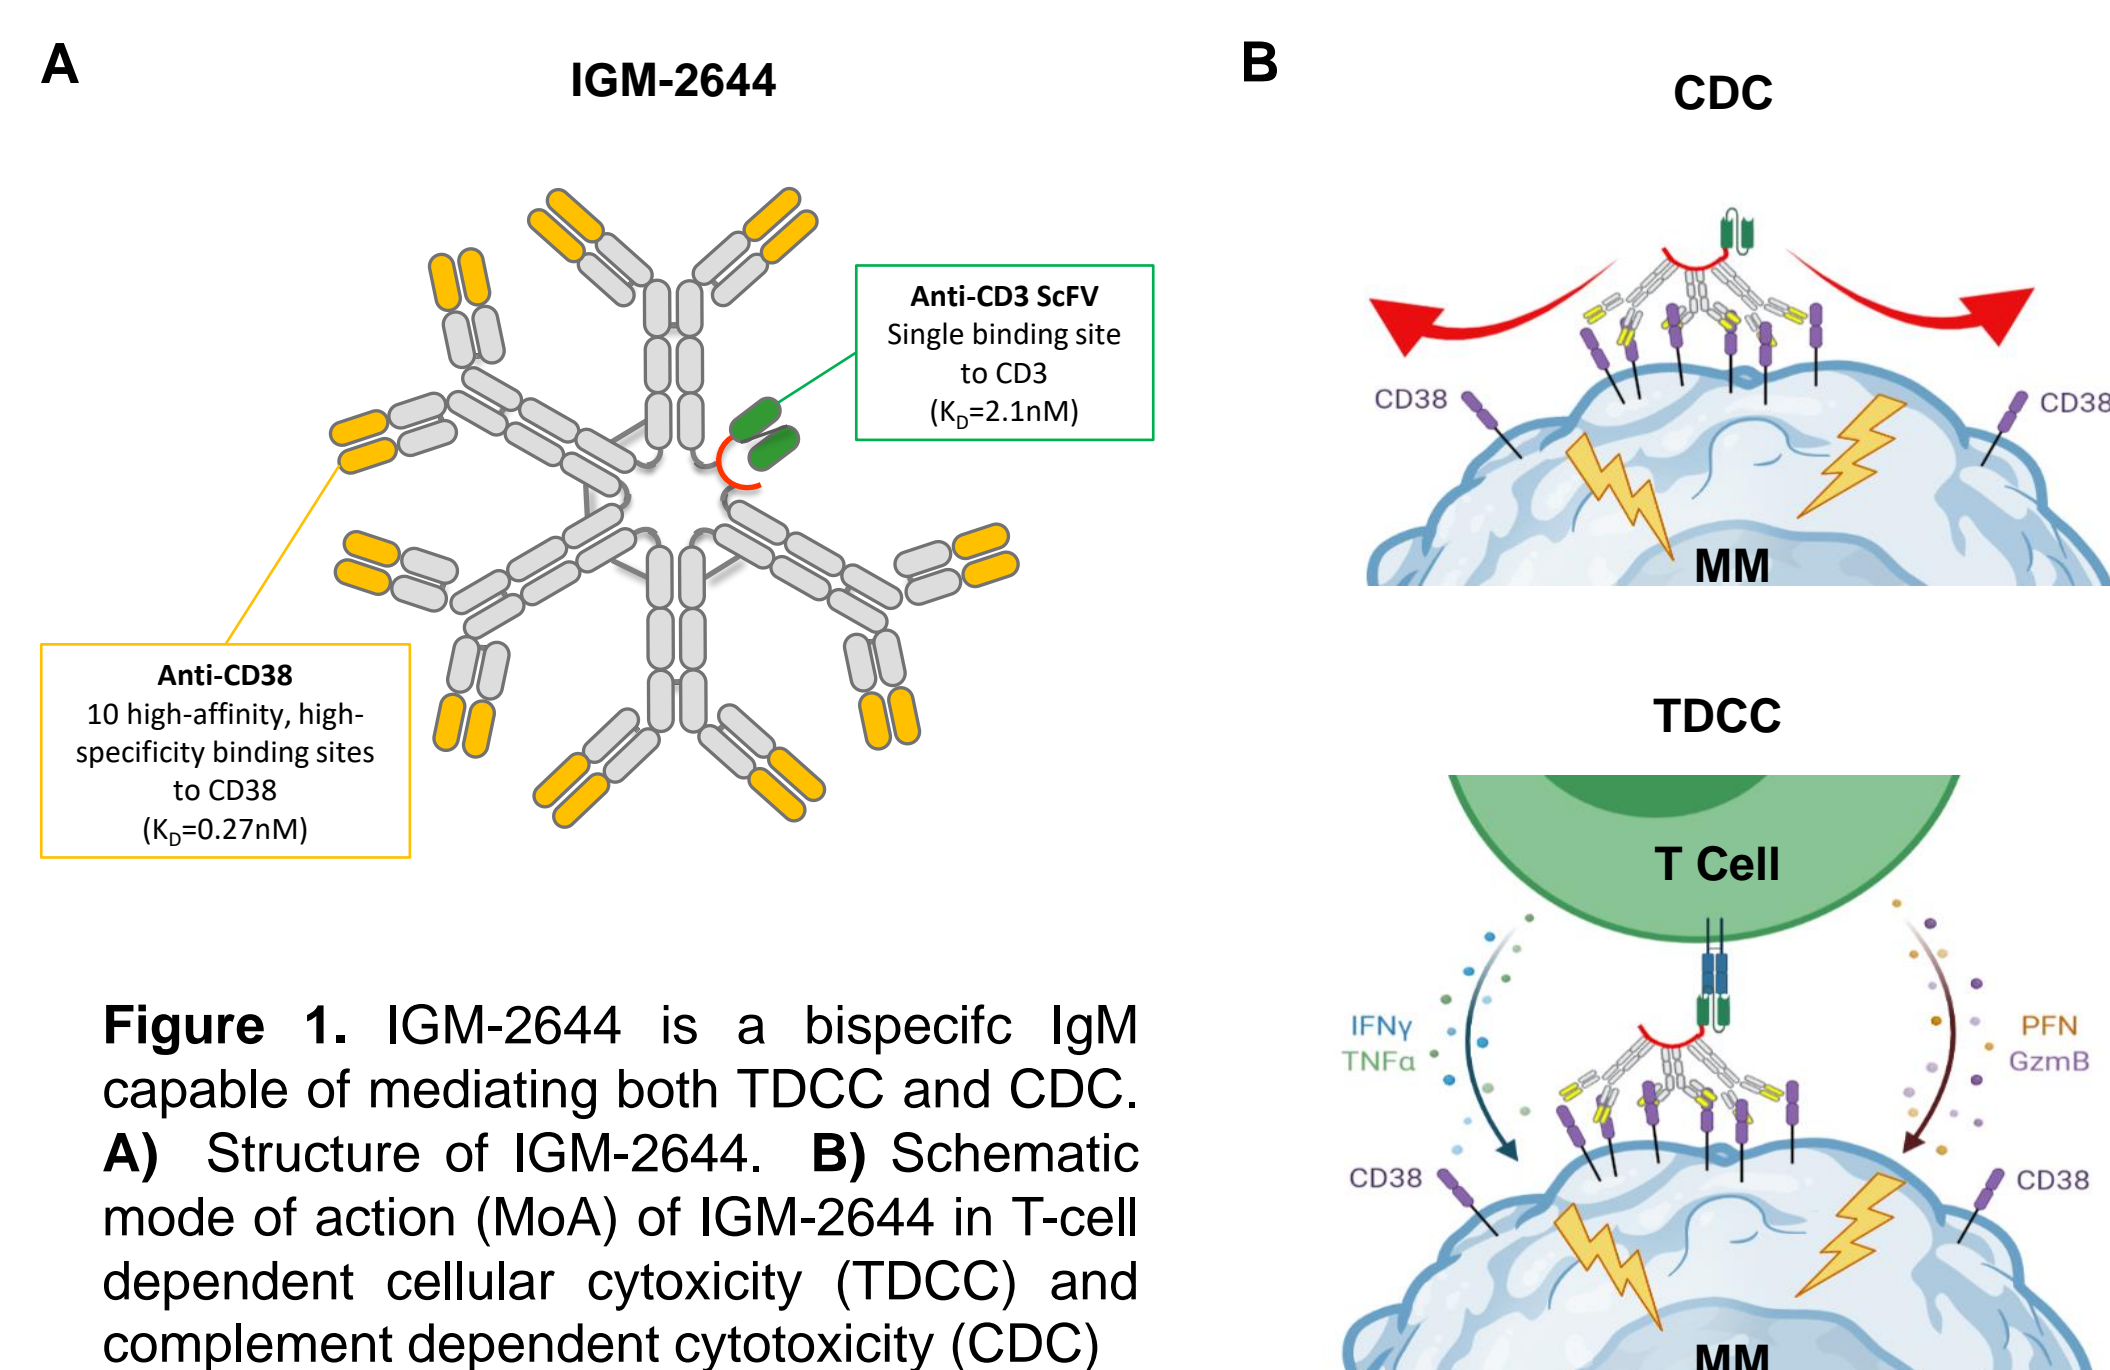 A
IGM-2644
Anti-CD3 ScFV
Single binding site
to CD3
(KD=2.1nM)
Anti-CD38
10 high-affinity, high-
specificity binding sites
to CD38
(KD=0.27nM)
Figure 1. IGM-2644 is a bispecifc IgM
capable of mediating both TDCC and CDC.
A) Structure of IGM-2644. B) Schematic
mode of action (MoA) of IGM-2644 in T-cell
dependent cellular cytoxicity (TDCC) and
complement dependent cytotoxicity (CDC)
B
CDC
CD38
CD38
MM
TDCC
T Cell
IFNγ
TNFα
PFN
GzmB
CD38
CD38
MM